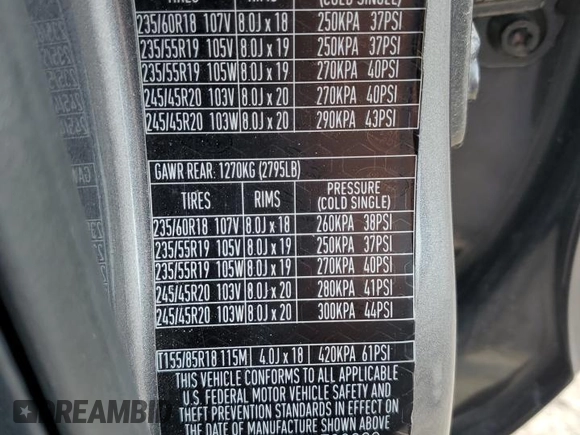 TIRES RIMS (COLD SINGLE)
235/60R18 107V 8.0J x 18 250KPA 37PSI
235/55R19 105V 8.0J x 19 250KPA 37PSI
235/55R19 105W 8.0J x 19 270KPA 40PSI
245/45R20 103V 8.0J x 20 270KPA 40PSI
245/45R20 103W 8.0J x 20 290KPA 43PSI
GAWR REAR: 1270KG (2795LB)
TIRES RIMS PRESSURE (COLD SINGLE)
235/60R18 107V 8.0J x 18 260KPA 38PSI
235/55R19 105V 8.0J x 19 250KPA 37PSI
235/55R19 105W 8.0J x 19 270KPA 40PSI
245/45R20 103V 8.0J x 20 280KPA 41PSI
245/45R20 103W 8.0J x 20 300KPA 44PSI
T155/85R18 115M 4.0J x 18 420KPA 61PSI
THIS VEHICLE CONFORMS TO ALL APPLICABLE
U.S. FEDERAL MOTOR VEHICLE SAFETY AND
THEFT PREVENTION STANDARDS IN EFFECT ON
THE DATE OF MANUFACTURE SHOWN ABOVE
DREAMBID